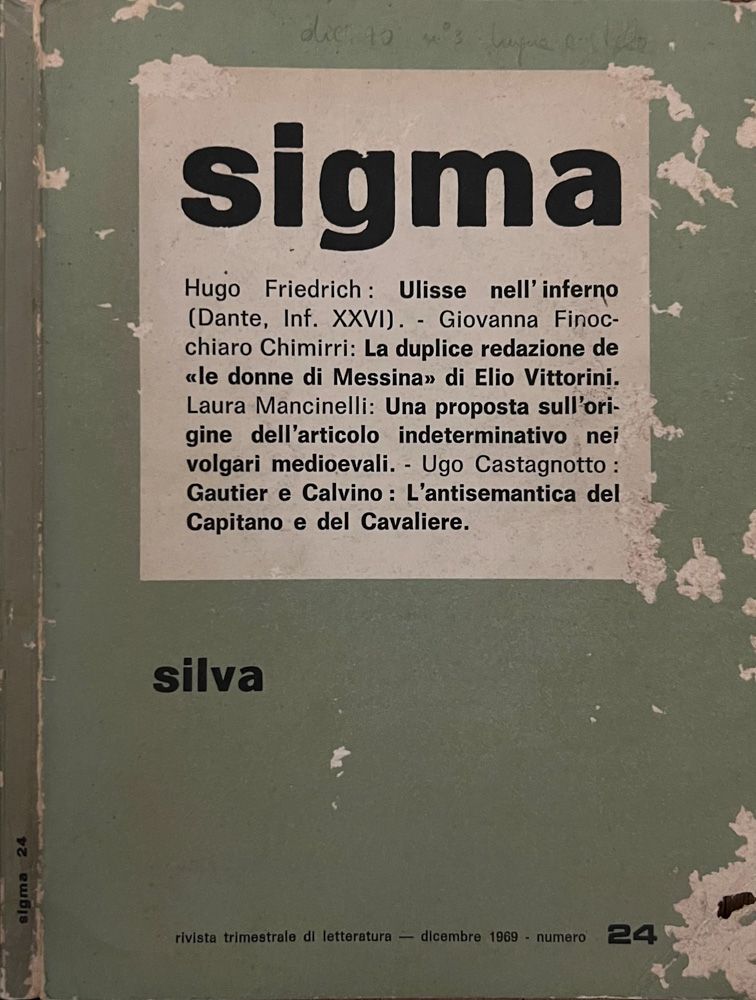 sigma
Hugo Friedrich : Ulisse nell'inferno
(Dante, Inf. XXVI). - Giovanna Finoc-
chiaro Chimirri: La duplice redazione de
«le donne di Messina» di Elio Vittorini.
Laura Mancinelli: Una proposta sull'ori-
gine dell'articolo indeterminativo nei
volgari medioevali. - Ugo Castagnotto :
Gautier e Calvino : L'antisemantica del
Capitano e del Cavaliere.
silva
rivista trimestrale di letteratura — dicembre 1969 - numero 24
sigma 24